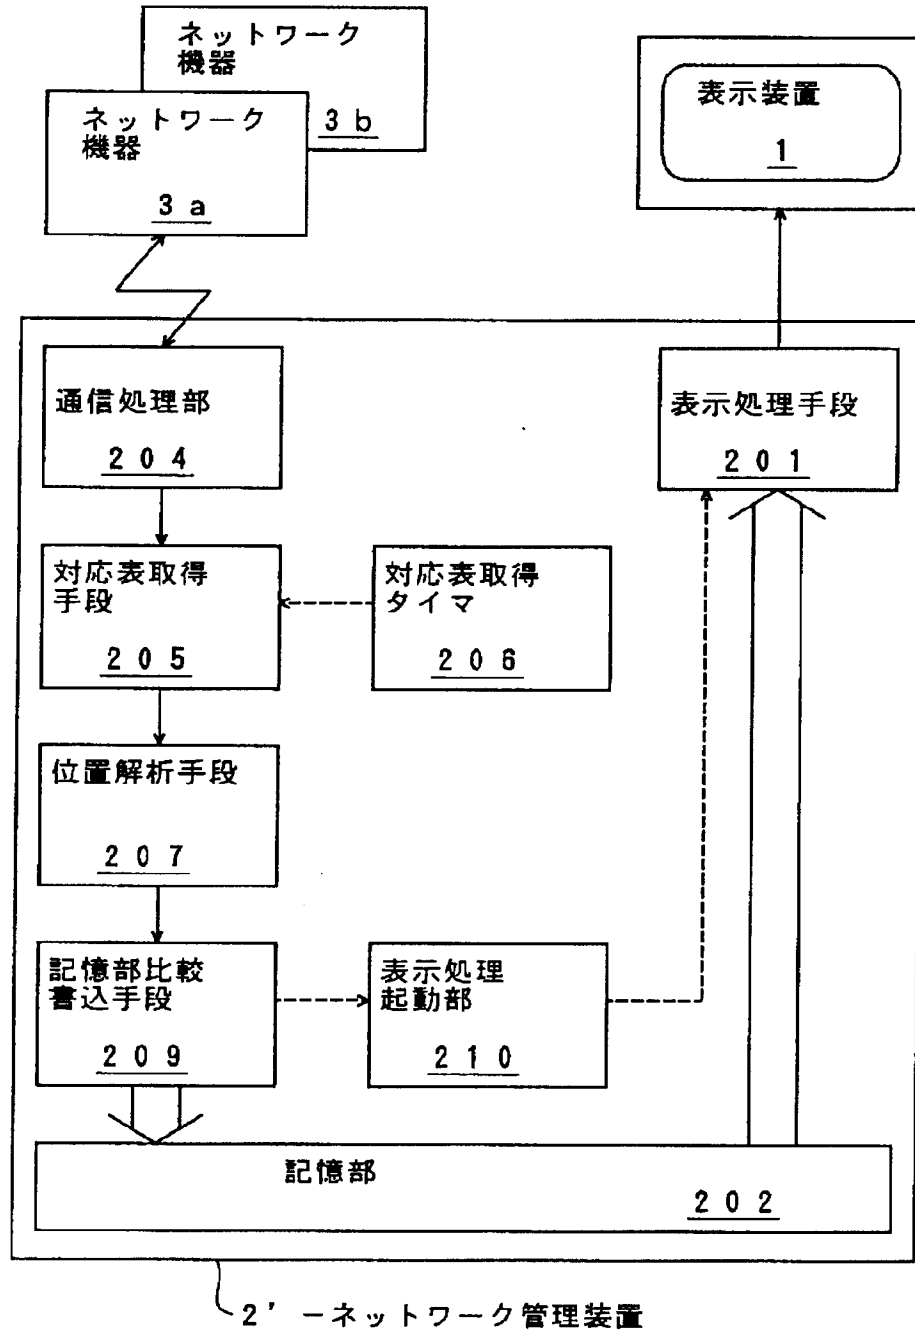 ネットワーク
機器
3b
ネットワーク
機器
3a
表示装置
1
通信処理部
204
表示処理手段
201
対応表取得
手段
205
対応表取得
タイマ
206
位置解析手段
207
記憶部比較
書込手段
209
表示処理
起動部
210
記憶部
202
2'－ネットワーク管理装置